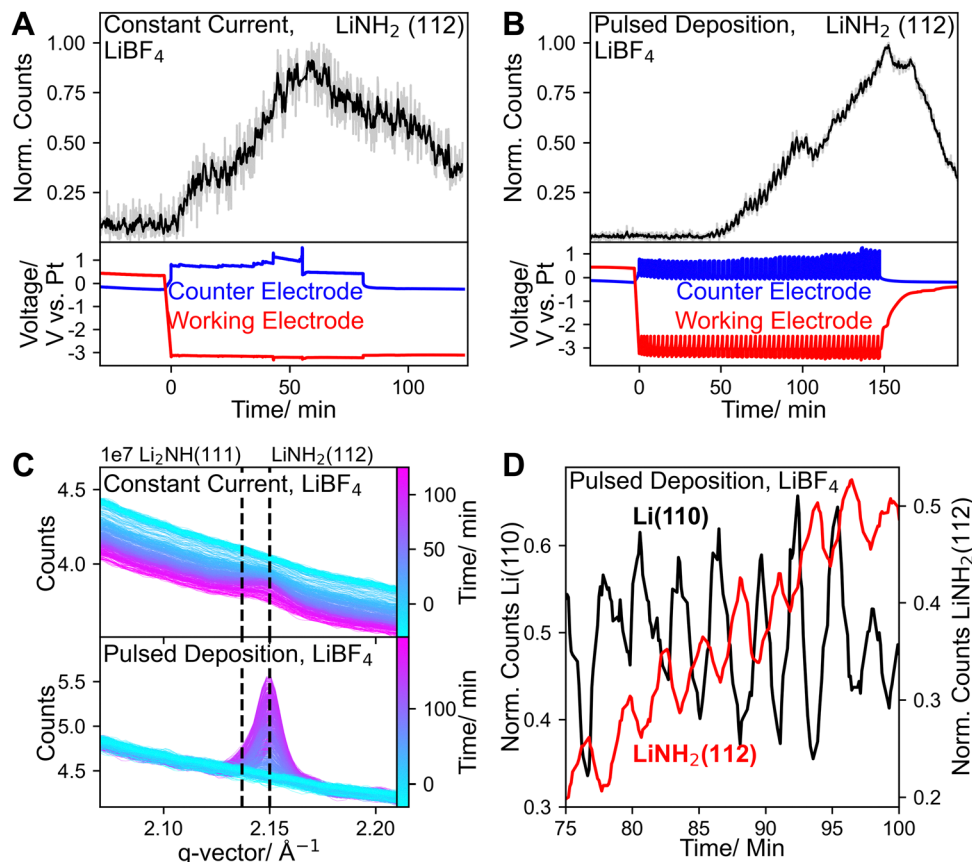 A
Constant Current, LiNH₂ (112)
LiBF₄
Norm. Counts
1.00
0.75
0.50
0.25
Voltage/
V vs. Pt
1
0
-1
-2
-3
Counter Electrode
Working Electrode
0 50 100
Time/ min
B
Pulsed Deposition, LiNH₂ (112)
LiBF₄
Norm. Counts
1.00
0.75
0.50
0.25
Voltage/
V vs. Pt
1
0
-1
-2
-3
Counter Electrode
Working Electrode
0 50 100 150
Time/ min
C
1e7 Li₂NH(111) LiNH₂(112)
Constant Current, LiBF₄
Counts
4.5
4.0
100
50
0
Time/ min
Pulsed Deposition, LiBF₄
Counts
5.5
5.0
4.5
100
0
Time/ min
2.10 2.15 2.20
q-vector/ Å⁻¹
D
Pulsed Deposition, LiBF₄
Li(110)
LiNH₂(112)
Norm. Counts Li(110)
0.6
0.5
0.4
0.3
Norm. Counts LiNH₂(112)
0.5
0.4
0.3
0.2
75 80 85 90 95 100
Time/ Min